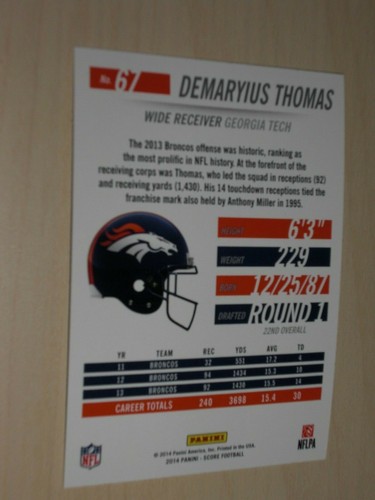 No. 67 DEMARYIUS THOMAS
WIDE RECEIVER GEORGIA TECH
The 2013 Broncos offense was historic, ranking as
the most prolific in NFL history. At the forefront of the
receiving corps was Thomas, who led the squad in receptions (92)
and receiving yards (1,430). His 14 touchdown receptions tied the
franchise mark also held by Anthony Miller in 1995.
HEIGHT 6'3"
WEIGHT 229
BORN 12/25/87
DRAFTED ROUND 1
22ND OVERALL
YR TEAM REC YDS AVG TD
11 BRONCOS 32 551 17.2 4
12 BRONCOS 94 1434 15.3 10
13 BRONCOS 92 1430 15.5 14
CAREER TOTALS 240 3698 15.4 30
PANINI
© 2014 Panini America, Inc. Printed in the USA.
2014 PANINI - SCORE FOOTBALL
NFL
NFLPA